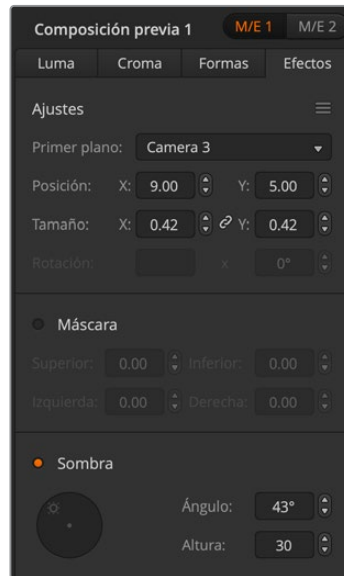 Composición previa 1 M/E 1 M/E 2
Luma Croma Formas Efectos
Ajustes
Primer plano: Camera 3
Posición: X: 9.00 Y: 5.00
Tamaño: X: 0.42 Y: 0.42
Rotación: x 0°
Máscara
Superior: 0.00 Inferior: 0.00
Izquierda: 0.00 Derecha: 0.00
Sombra
Ángulo: 43°
Altura: 30